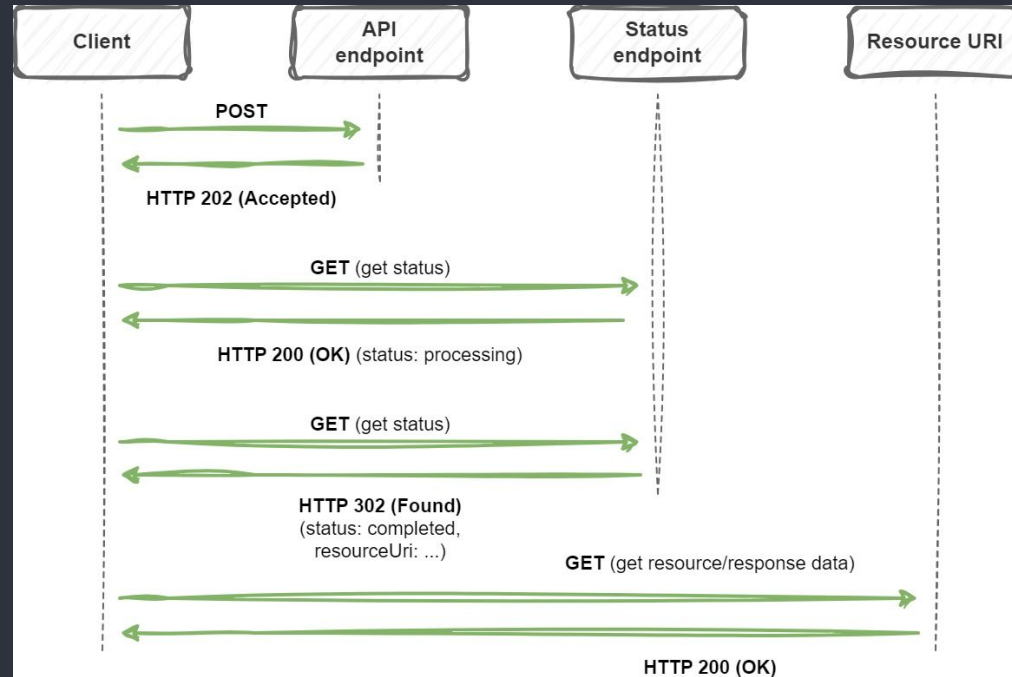 Client
API
endpoint
Status
endpoint
Resource URI
POST
HTTP 202 (Accepted)
GET (get status)
HTTP 200 (OK) (status: processing)
GET (get status)
HTTP 302 (Found)
(status: completed,
resourceUri: ...)
GET (get resource/response data)
HTTP 200 (OK)